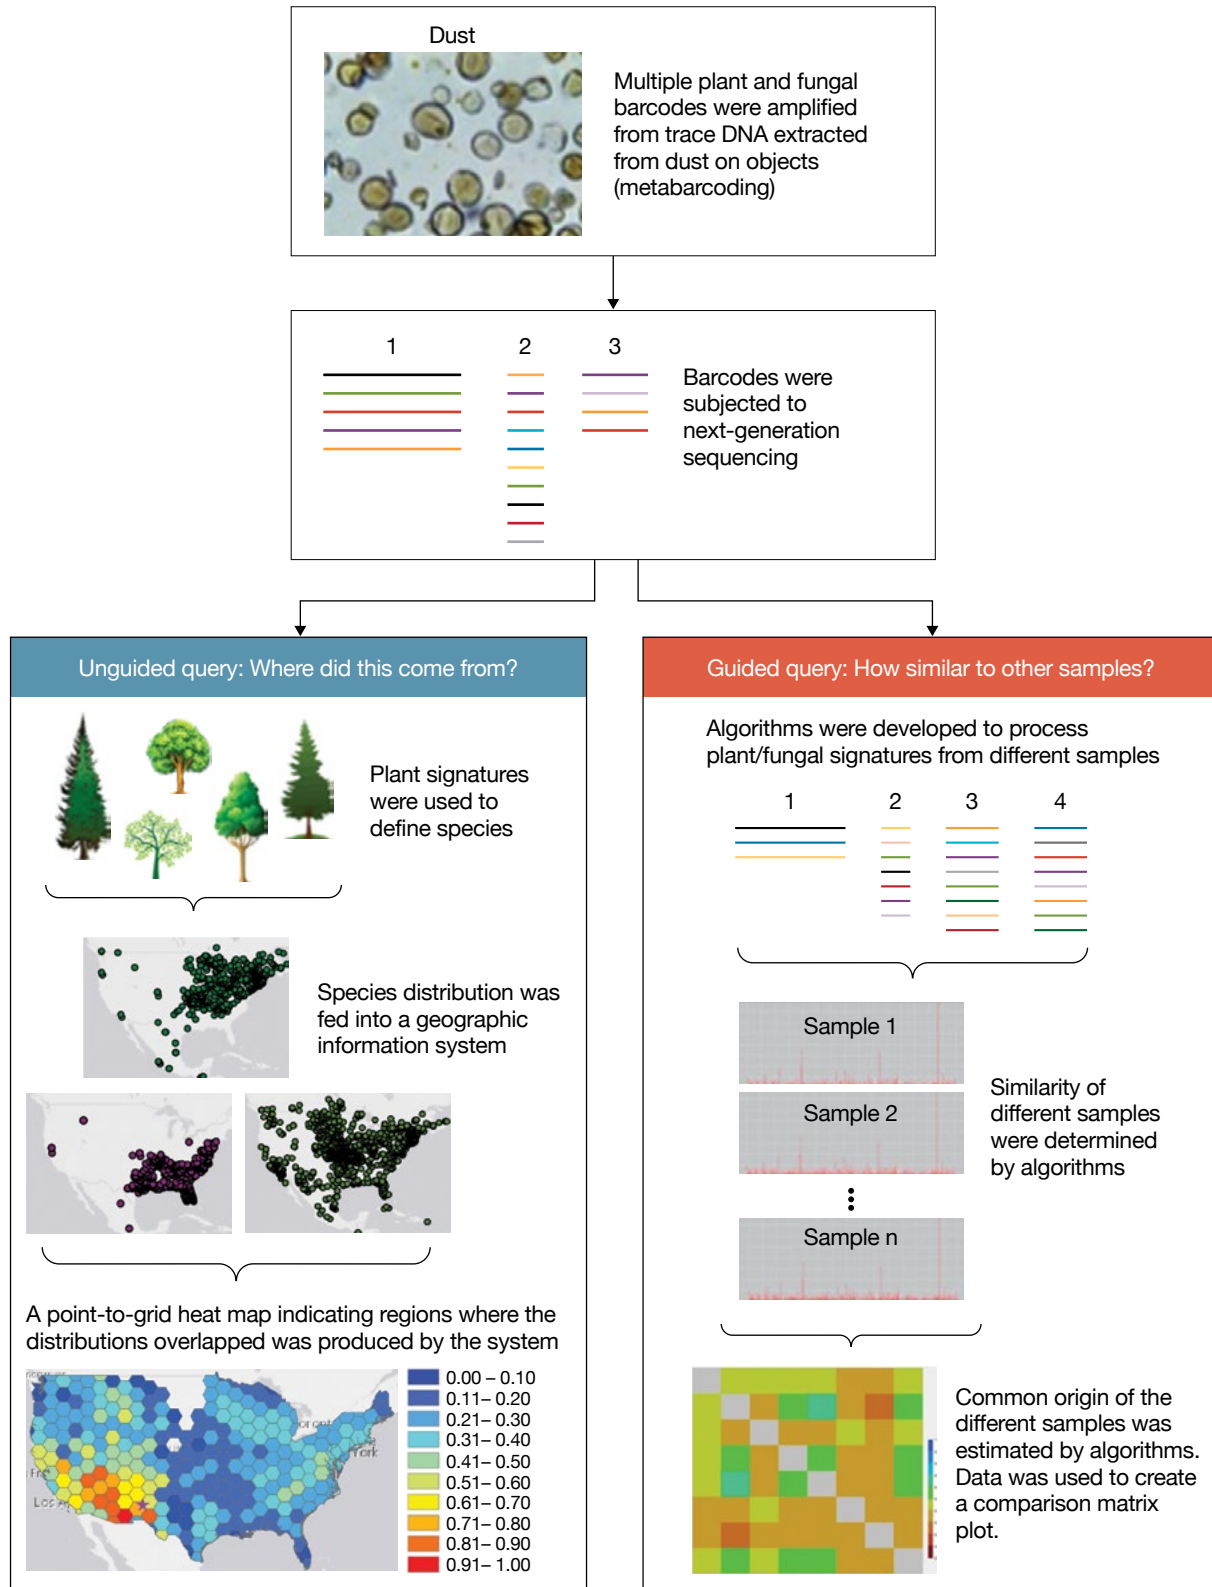 Dust
Multiple plant and fungal
barcodes were amplified
from trace DNA extracted
from dust on objects
(metabarcoding)
1 2 3
Barcodes were
subjected to
next-generation
sequencing
Unguided query: Where did this come from?
Plant signatures
were used to
define species
Species distribution was
fed into a geographic
information system
A point-to-grid heat map indicating regions where the
distributions overlapped was produced by the system
0.00 – 0.10
0.11 – 0.20
0.21 – 0.30
0.31 – 0.40
0.41 – 0.50
0.51 – 0.60
0.61 – 0.70
0.71 – 0.80
0.81 – 0.90
0.91 – 1.00
Guided query: How similar to other samples?
Algorithms were developed to process
plant/fungal signatures from different samples
1 2 3 4
Sample 1
Sample 2
Sample n
Similarity of
different samples
were determined
by algorithms
Common origin of the
different samples was
estimated by algorithms.
Data was used to create
a comparison matrix
plot.